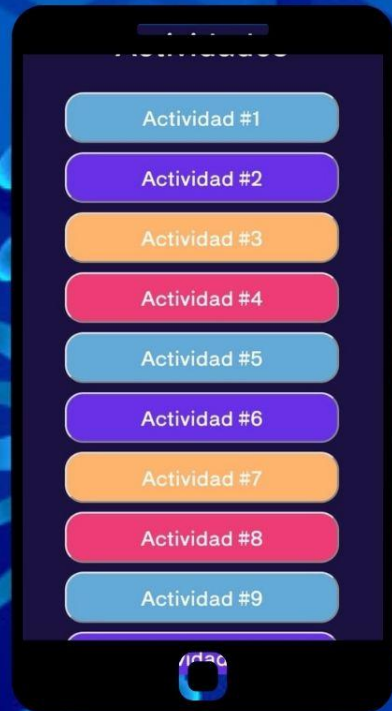 Actividad #1
Actividad #2
Actividad #3
Actividad #4
Actividad #5
Actividad #6
Actividad #7
Actividad #8
Actividad #9